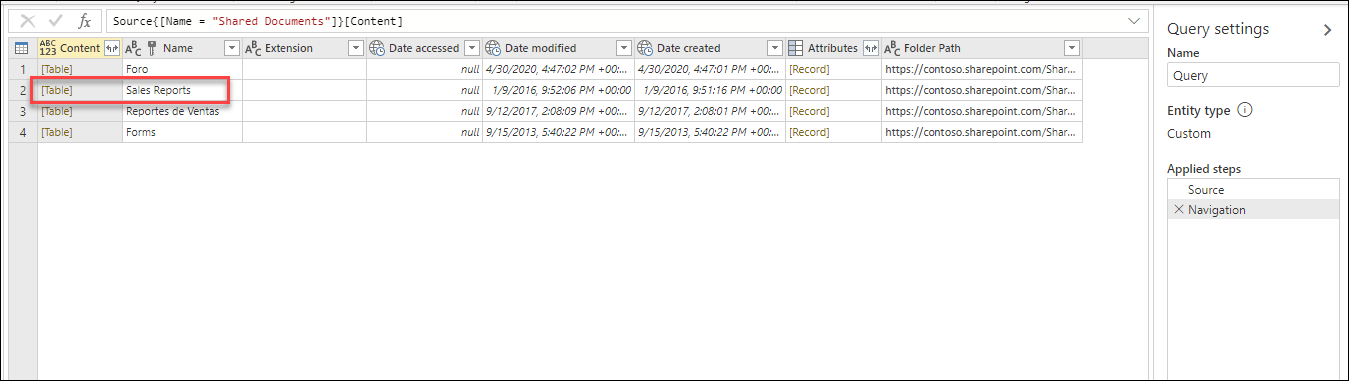 fx Source{[Name = "Shared Documents"]}[Content]
ABC 123 Content ABC Name ABC Extension Date accessed Date modified Date created Attributes ABC Folder Path
1 [Table] Foro null 4/30/2020, 4:47:02 PM +00:... 4/30/2020, 4:47:01 PM +00:... [Record] https://contoso.sharepoint.com/Shar...
2 [Table] Sales Reports null 1/9/2016, 9:52:06 PM +00:00 1/9/2016, 9:51:16 PM +00:00 [Record] https://contoso.sharepoint.com/Shar...
3 [Table] Reportes de Ventas null 9/12/2017, 2:08:09 PM +00:... 9/12/2017, 2:08:01 PM +00:... [Record] https://contoso.sharepoint.com/Shar...
4 [Table] Forms null 9/15/2013, 5:40:22 PM +00:... 9/15/2013, 5:40:22 PM +00:... [Record] https://contoso.sharepoint.com/Shar...
Query settings
Name
Query
Entity type
Custom
Applied steps
Source
Navigation